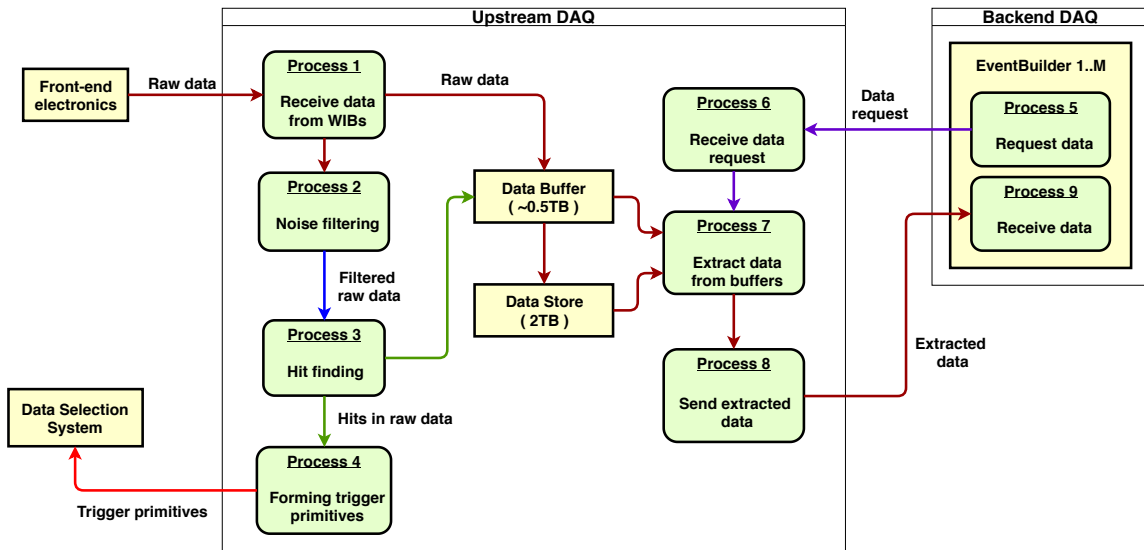 Upstream DAQ
Backend DAQ
Front-end
electronics
Raw data
Process 1
Receive data
from WIBs
Raw data
Process 2
Noise filtering
Filtered
raw data
Process 3
Hit finding
Hits in raw data
Process 4
Forming trigger
primitives
Trigger primitives
Data Selection
System
Data Buffer
( ~0.5TB )
Data Store
( 2TB )
Process 6
Receive data
request
Process 7
Extract data
from buffers
Process 8
Send extracted
data
Data
request
Extracted
data
EventBuilder 1..M
Process 5
Request data
Process 9
Receive data